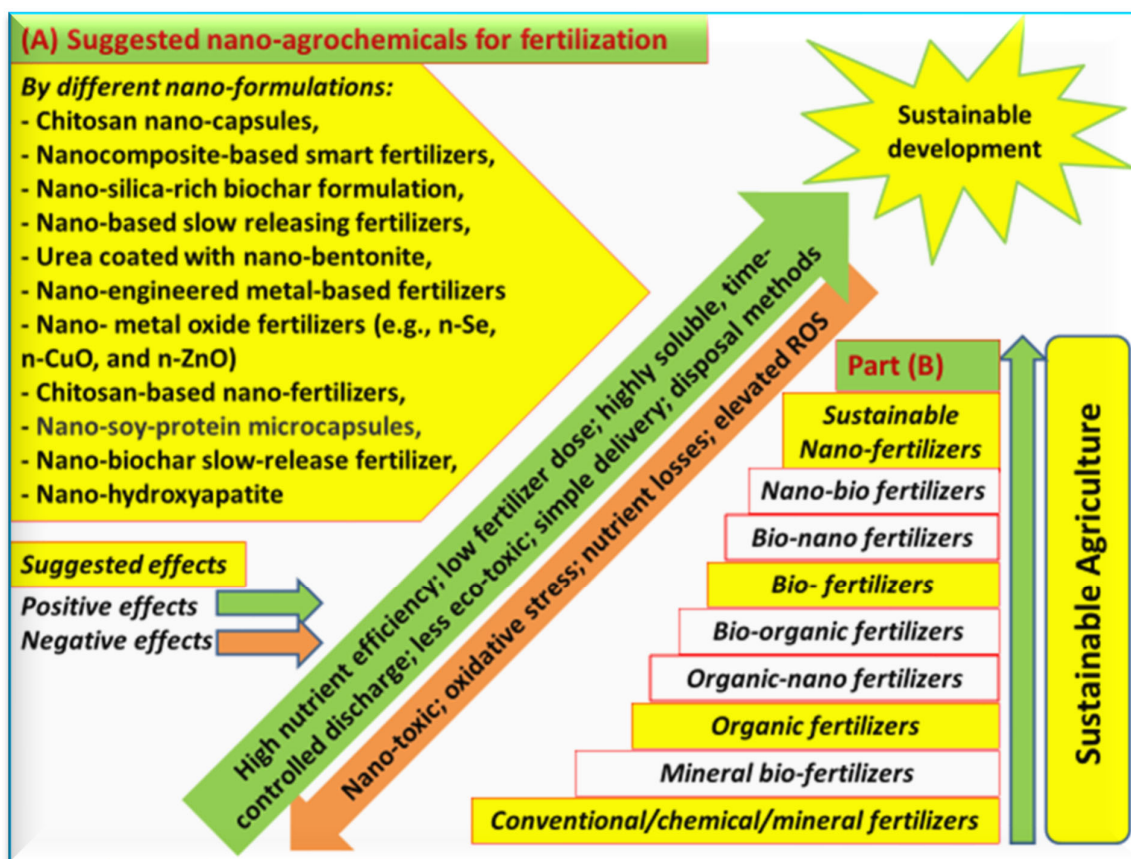 (A) Suggested nano-agrochemicals for fertilization
By different nano-formulations:
- Chitosan nano-capsules,
- Nanocomposite-based smart fertilizers,
- Nano-silica-rich biochar formulation,
- Nano-based slow releasing fertilizers,
- Urea coated with nano-bentonite,
- Nano-engineered metal-based fertilizers
- Nano- metal oxide fertilizers (e.g., n-Se,
n-CuO, and n-ZnO)
- Chitosan-based nano-fertilizers,
- Nano-soy-protein microcapsules,
- Nano-biochar slow-release fertilizer,
- Nano-hydroxyapatite
Suggested effects
Positive effects
Negative effects
High nutrient efficiency; low fertilizer dose; highly soluble, time-
controlled discharge; less eco-toxic; simple delivery; disposal methods
Nano-toxic; oxidative stress; nutrient losses; elevated ROS
Sustainable
development
Part (B)
Sustainable
Nano-fertilizers
Nano-bio fertilizers
Bio-nano fertilizers
Bio- fertilizers
Bio-organic fertilizers
Organic-nano fertilizers
Organic fertilizers
Mineral bio-fertilizers
Conventional/chemical/mineral fertilizers
Sustainable Agriculture